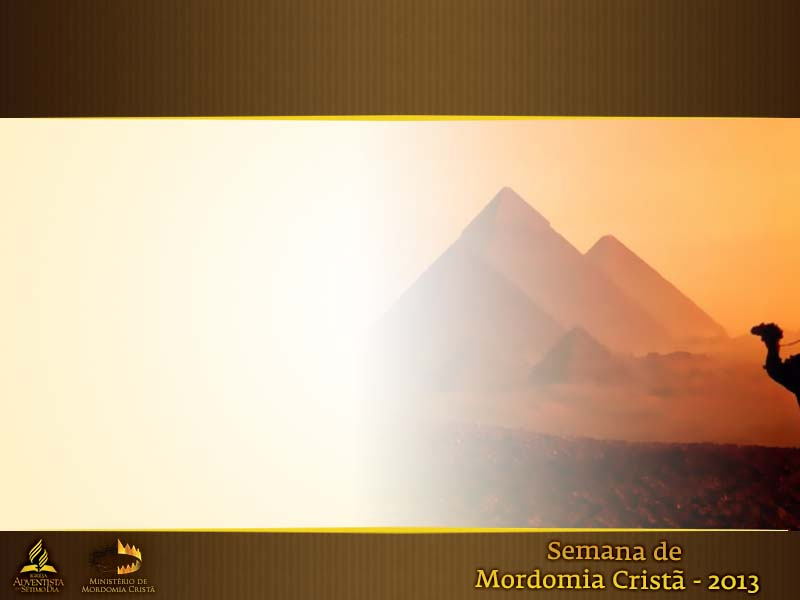 IGREJA
ADVENTISTA
DO SÉTIMO DIA
MINISTÉRIO DE
MORDOMIA CRISTÃ
Semana de
Mordomia Cristã - 2013